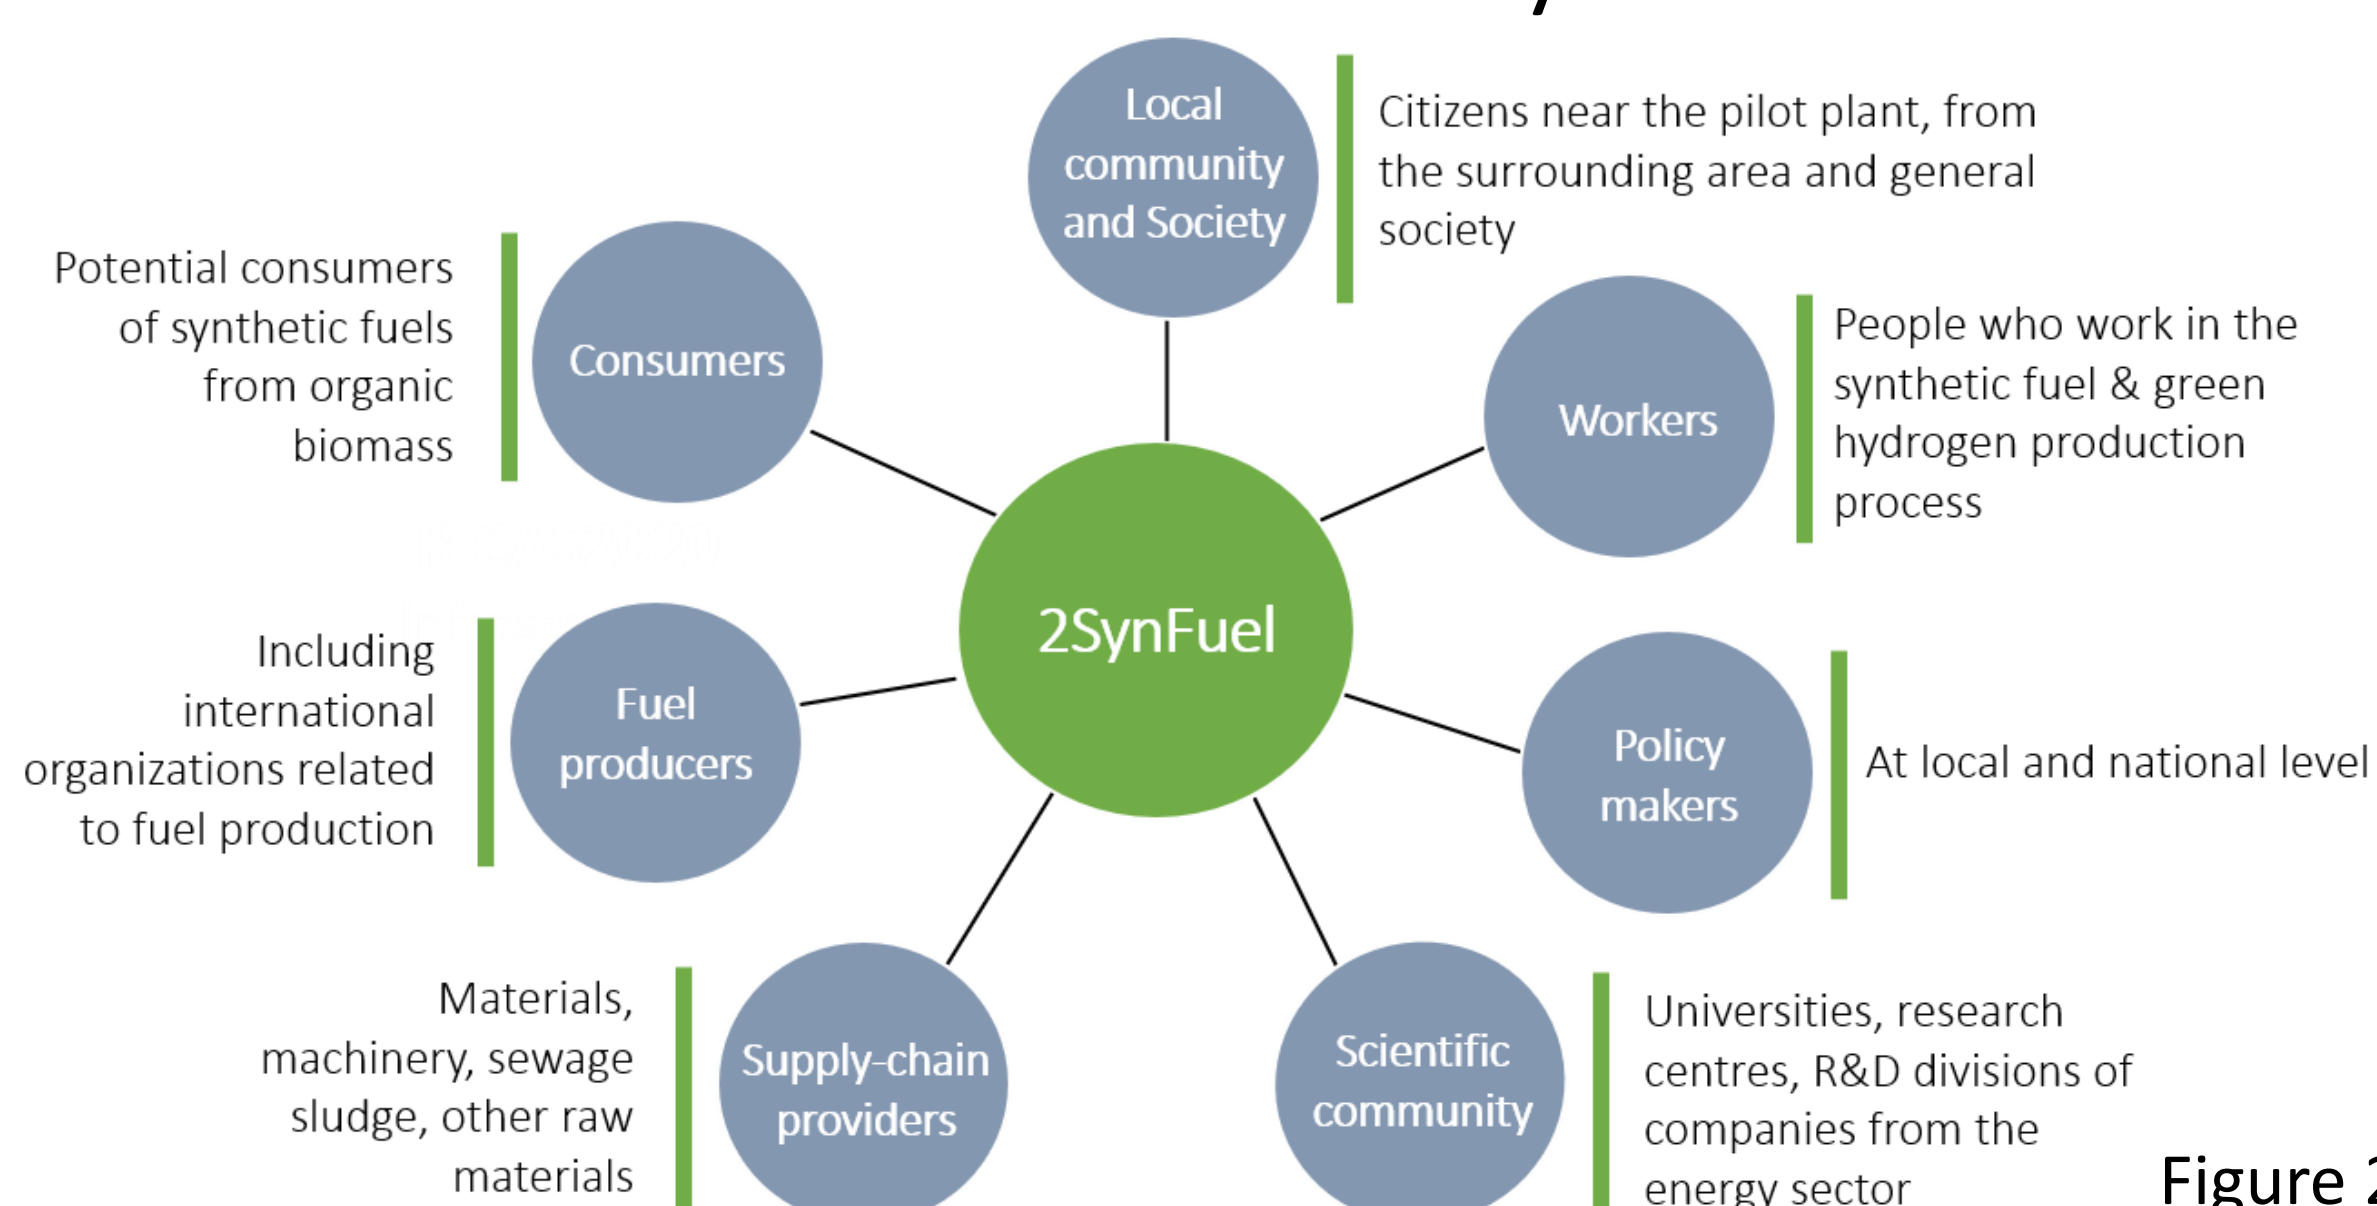 Local
community
and Society
Citizens near the pilot plant, from
the surrounding area and general
society
Potential consumers
of synthetic fuels
from organic
biomass
Consumers
Workers
People who work in the
synthetic fuel & green
hydrogen production
process
2SynFuel
Including
international
organizations related
to fuel production
Fuel
producers
Policy
makers
At local and national level
Materials,
machinery, sewage
sludge, other raw
materials
Supply-chain
providers
Scientific
community
Universities, research
centres, R&D divisions of
companies from the
energy sector
Figure 2